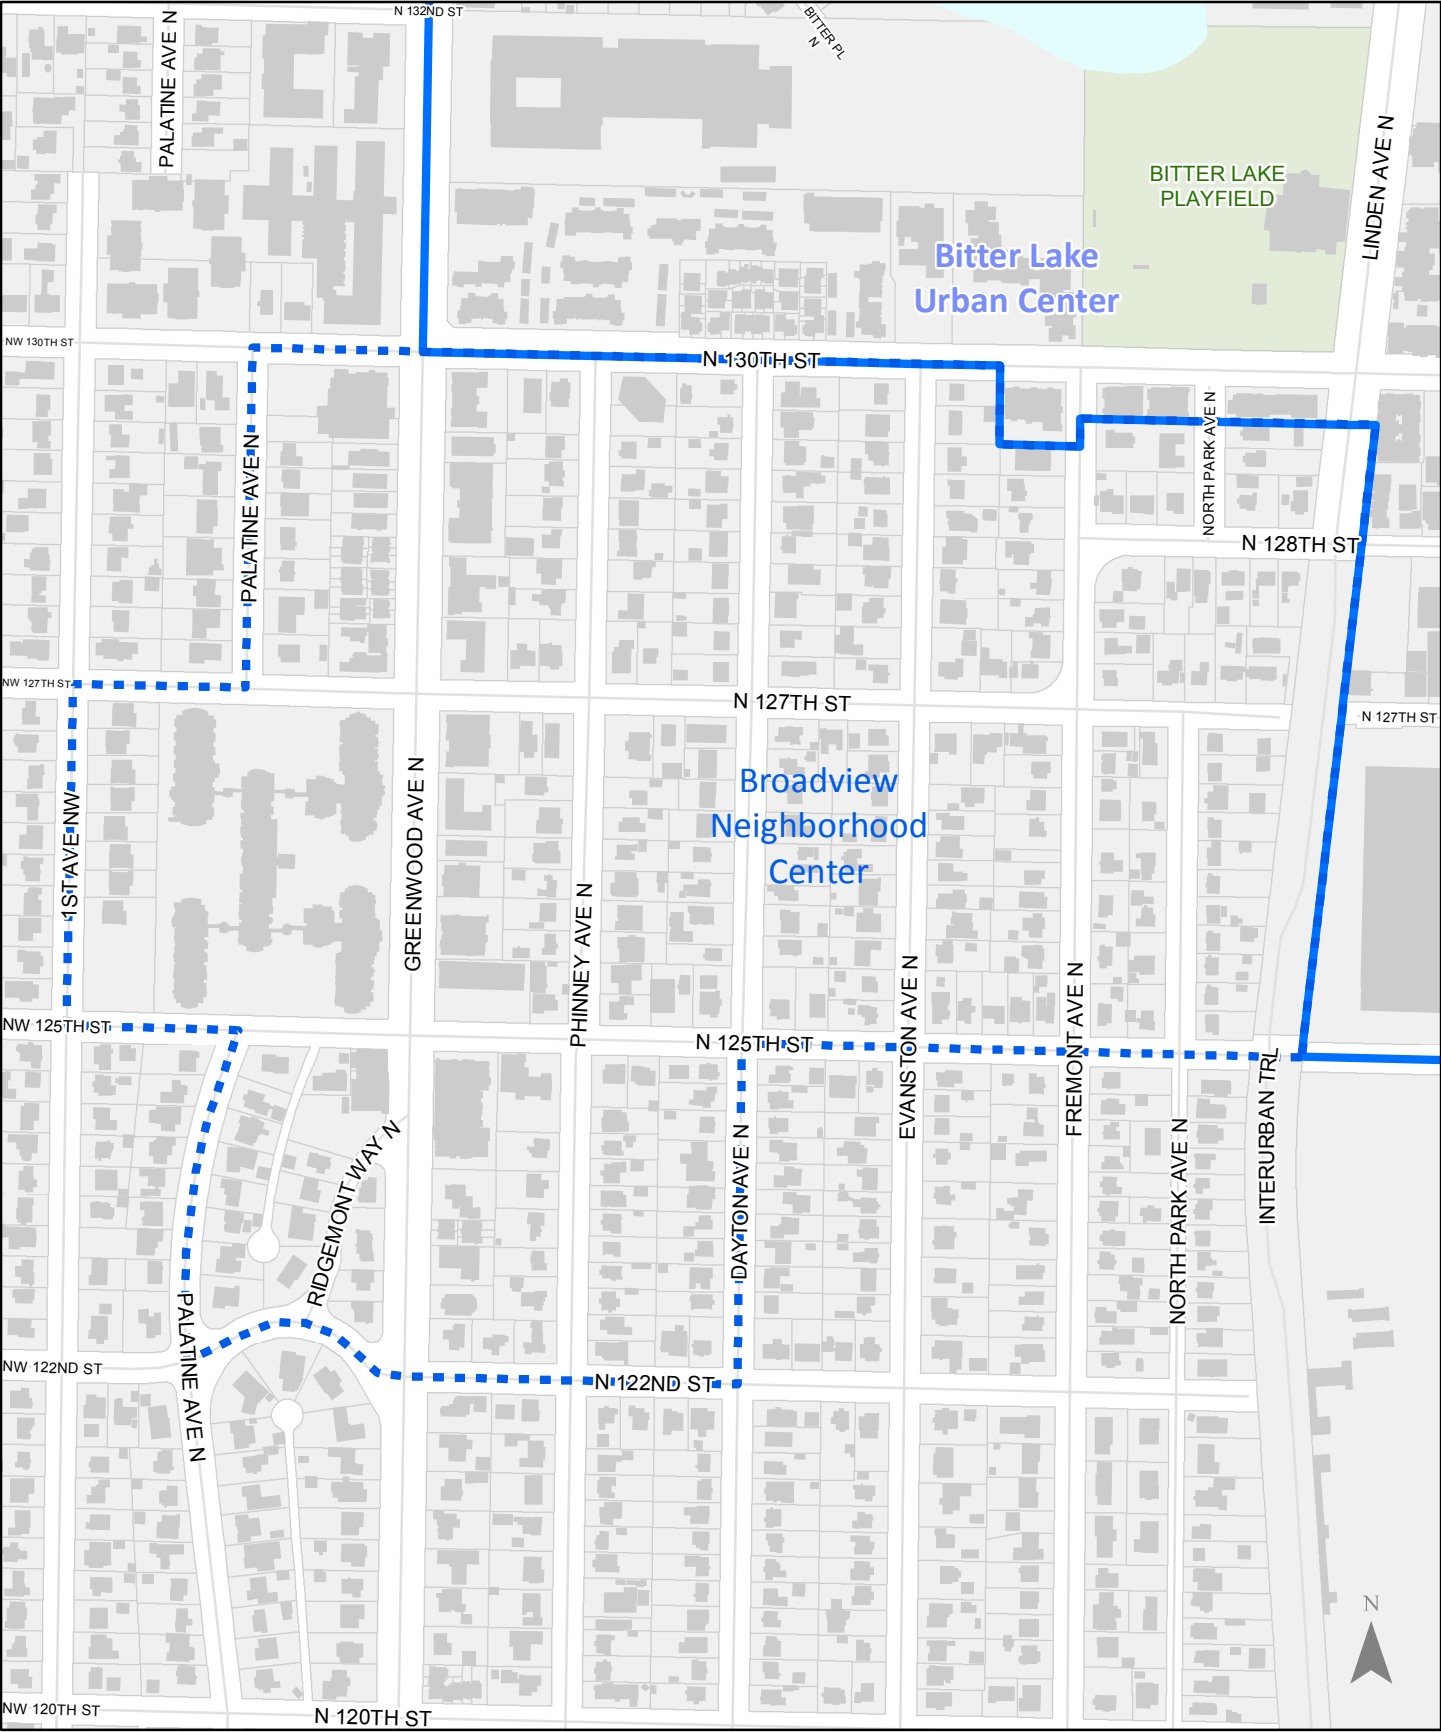 N 132ND ST
PALATINE AVE N
BITTER PL
N
LINDEN AVE N
BITTER LAKE
PLAYFIELD
Bitter Lake
Urban Center
NW 130TH ST
N 130TH ST
PALATINE AVE N
NORTH PARK AVE N
N 128TH ST
NW 127TH ST
N 127TH ST
N 127TH ST
Broadview
Neighborhood
Center
1ST AVE NW
GREENWOOD AVE N
PHINNEY AVE N
EVANSTON AVE N
FREMONT AVE N
NW 125TH ST
N 125TH ST
INTERURBAN TRL
DAYTON AVE N
RIDGEMONT WAY N
NORTH PARK AVE N
PALATINE AVE N
NW 122ND ST
N 122ND ST
N
NW 120TH ST
N 120TH ST